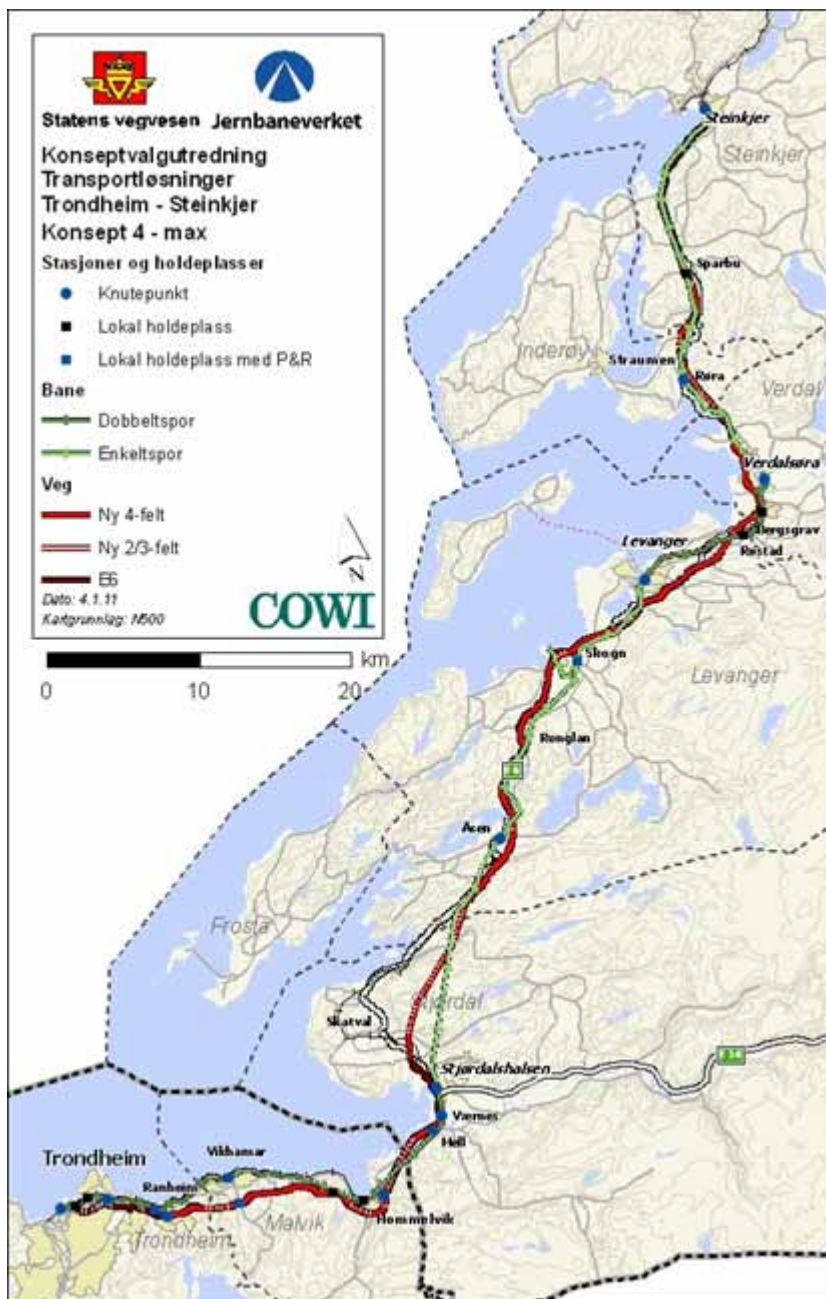 Statens vegvesen Jernbaneverket
Konseptvalgutredning
Transportløsninger
Trondheim - Steinkjer
Konsept 4 - max
Stasjoner og holdeplasser
Knutepunkt
Lokal holdeplass
Lokal holdeplass med P&R
Bane
Dobbeltspor
Enkeltspor
Veg
Ny 4-felt
Ny 2/3-felt
E6
Dato: 4.1.11
Kartgrunnlag: N500
N
COWI
km
0 10 20
Steinkjer
Steinkjer
Sparbu
Inderøy
Straumen
Røra
Verdal
Verdalsøra
Bergsgrav
Levanger
Røstad
Skogn
Levanger
Ronglan
Åsen
Frosta
Stjørdal
Skatval
Stjørdalshalsen
Værnes
Hell
Vikhamar
Trondheim
Ranheim
Hommelvik
Malvik
Trondheim